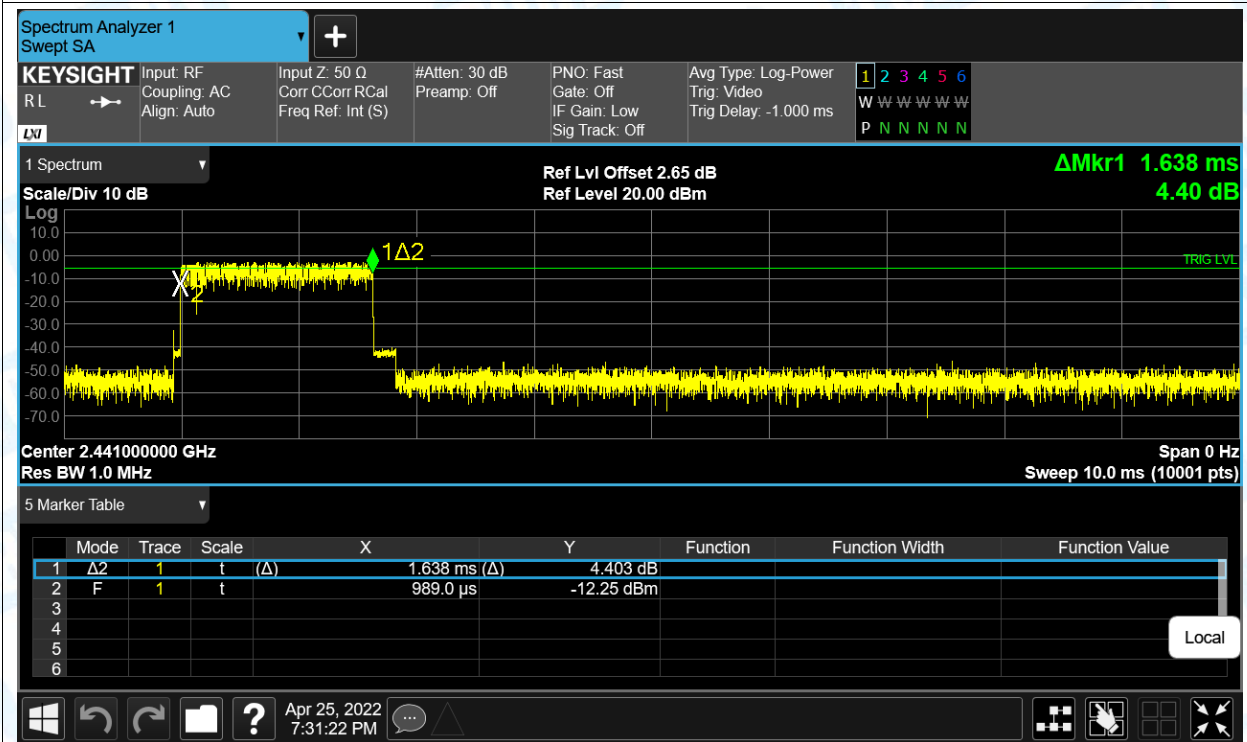 Spectrum Analyzer 1
Swept SA
KEYSIGHT Input: RF Input Z: 50 Ω #Atten: 30 dB PNO: Fast Avg Type: Log-Power 1 2 3 4 5 6
R L Coupling: AC Corr CCorr RCal Preamp: Off Gate: Off Trig: Video W W W W W W
Align: Auto Freq Ref: Int (S) IF Gain: Low Trig Delay: -1.000 ms
LXI Sig Track: Off P N N N N N
1 Spectrum Ref Lvl Offset 2.65 dB ΔMkr1 1.638 ms
Scale/Div 10 dB Ref Level 20.00 dBm 4.40 dB
Log
10.0
0.00 1Δ2 TRIG LVL
-10.0
X2
-20.0
-30.0
-40.0
-50.0
-60.0
-70.0
Center 2.441000000 GHz Span 0 Hz
Res BW 1.0 MHz Sweep 10.0 ms (10001 pts)
5 Marker Table
Mode Trace Scale X Y Function Function Width Function Value
1 Δ2 1 t (Δ) 1.638 ms (Δ) 4.403 dB
2 F 1 t 989.0 µs -12.25 dBm
3
4
5
6
Local
? Apr 25, 2022
7:31:22 PM